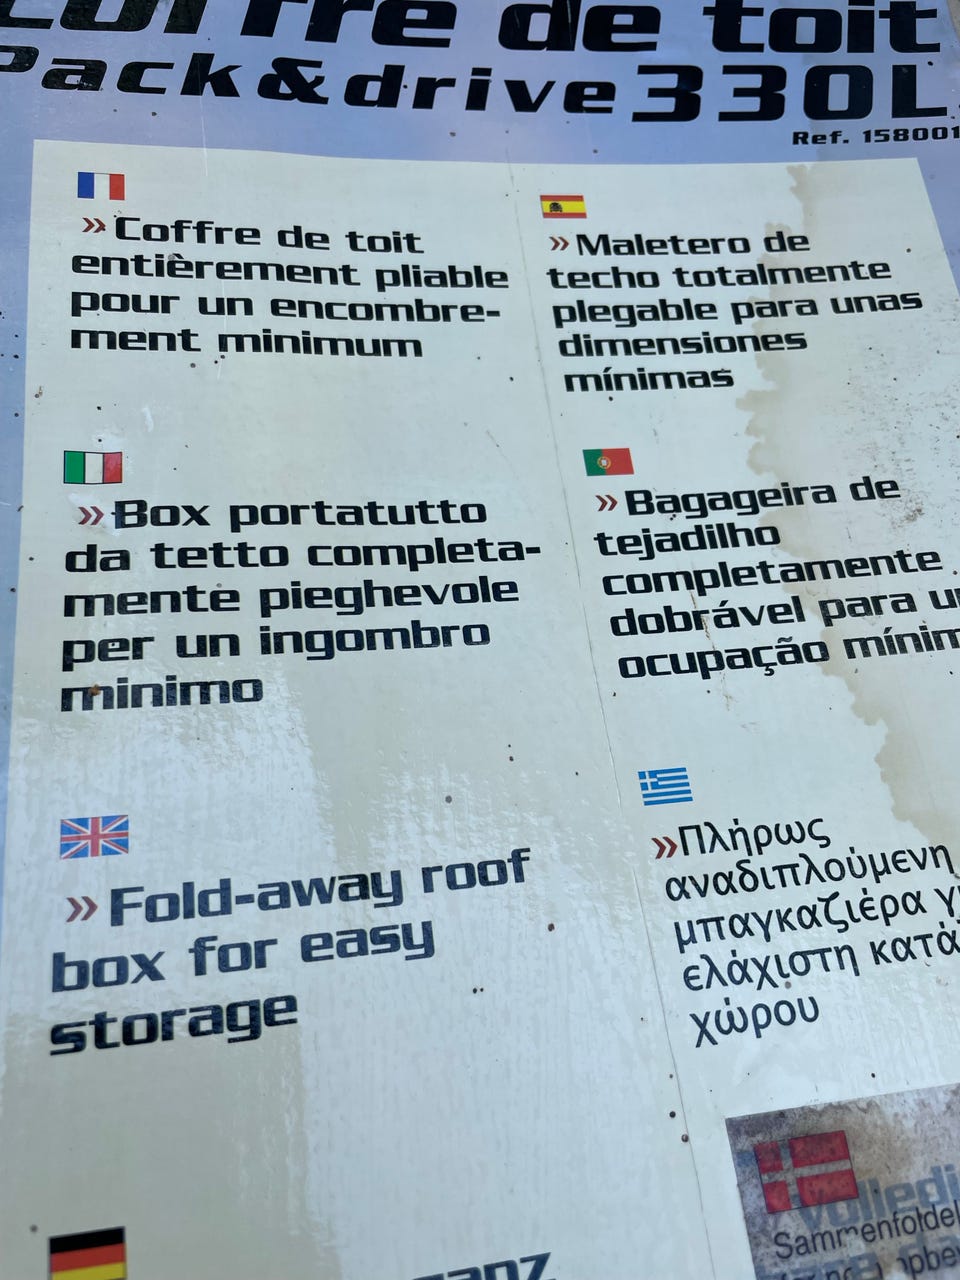 Coffre de toit
Pack&drive 330L
Ref. 158001
»Coffre de toit
entièrement pliable
pour un encombre-
ment minimum
»Maletero de
techo totalmente
plegable para unas
dimensiones
mínimas
»Box portatutto
da tetto completa-
mente pieghevole
per un ingombro
minimo
»Bagageira de
tejadilho
completamente
dobrável para
ocupação
»Fold-away roof
box for easy
storage
»Πλήρως
αναδιπλούμενη
μπαγκαζιέρα
ελάχιστη
χώρου